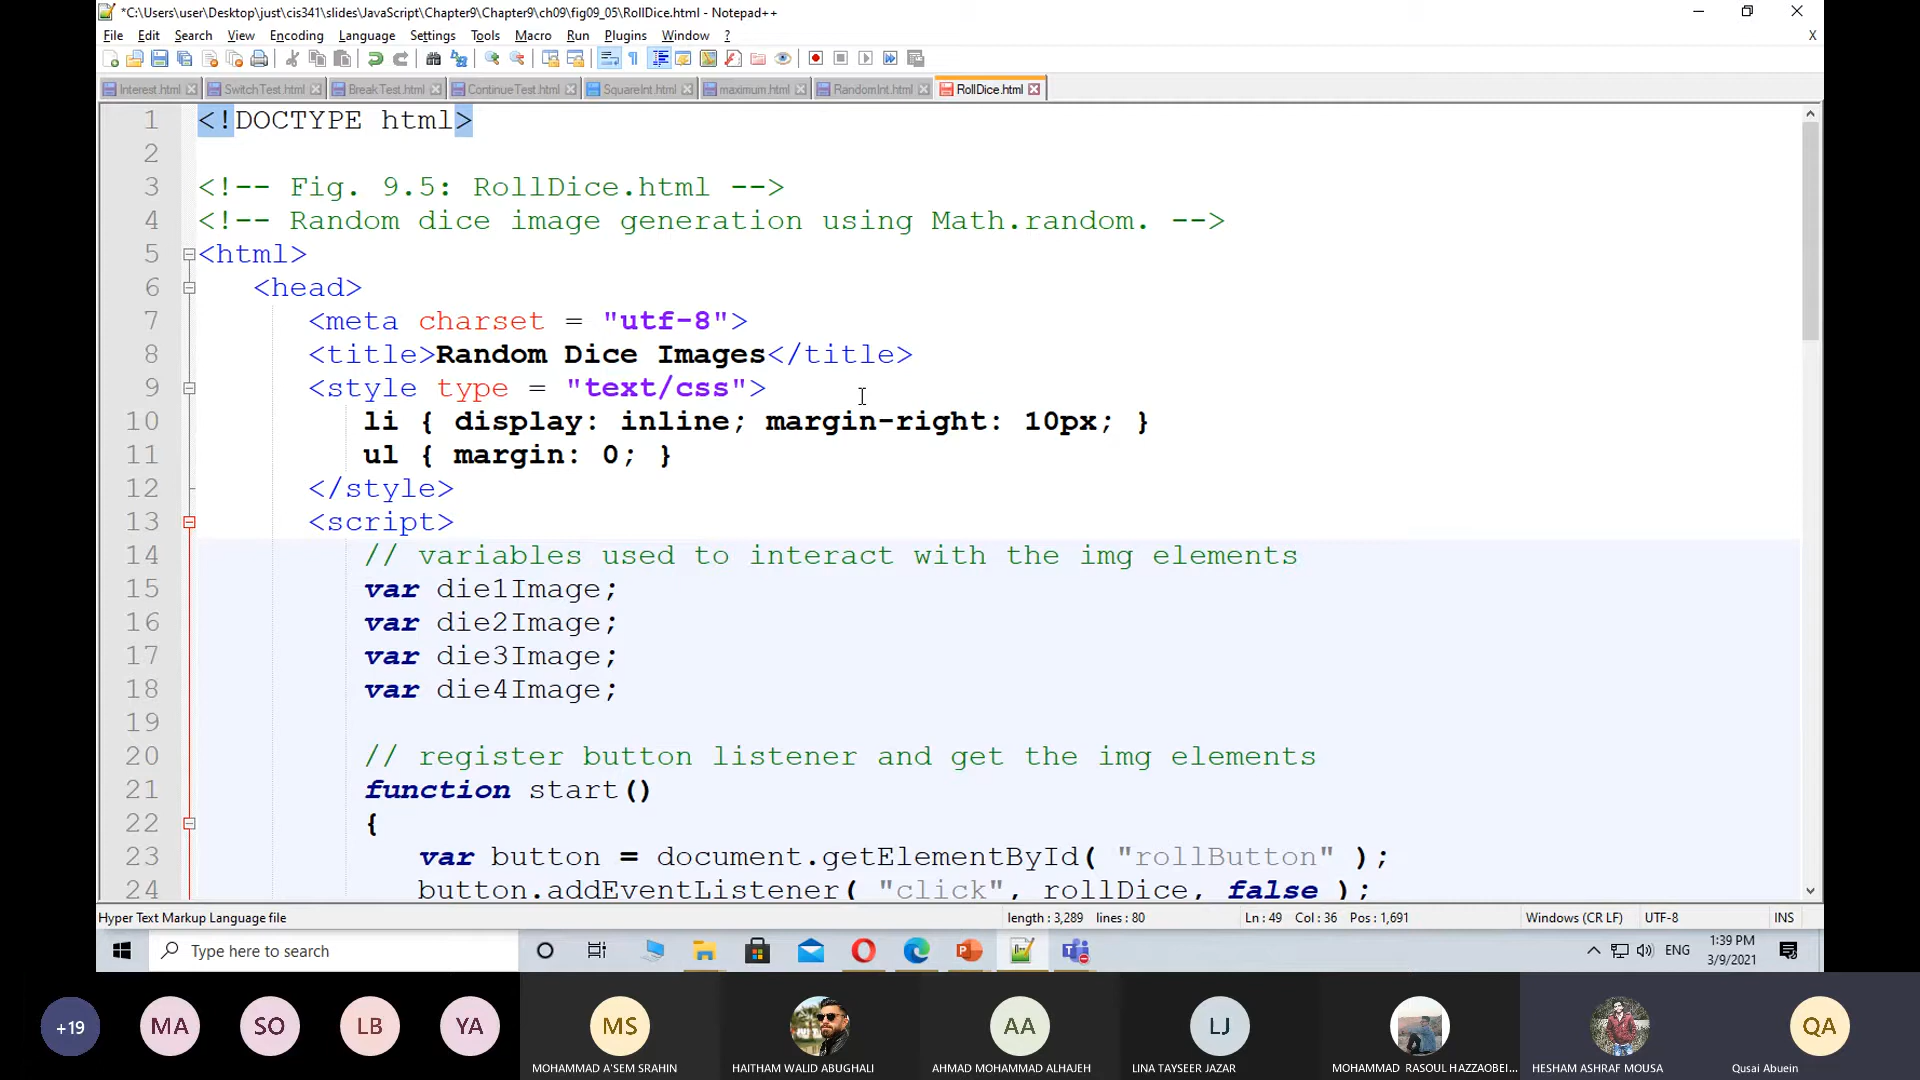 *C:\Users\user\Desktop\just\cis341\slides\JavaScript\Chapter9\Chapter9\ch09\fig09_05\RollDice.html - Notepad++
File Edit Search View Encoding Language Settings Tools Macro Run Plugins Window ? X
Interest.html SwitchTest.html BreakTest.html ContinueTest.html SquareInt.html maximum.html RandomInt.html RollDice.html
1 <!DOCTYPE html>
2
3 <!-- Fig. 9.5: RollDice.html -->
4 <!-- Random dice image generation using Math.random. -->
5 <html>
6 <head>
7 <meta charset = "utf-8">
8 <title>Random Dice Images</title>
9 <style type = "text/css">
10 li { display: inline; margin-right: 10px; }
11 ul { margin: 0; }
12 </style>
13 <script>
14 // variables used to interact with the img elements
15 var die1Image;
16 var die2Image;
17 var die3Image;
18 var die4Image;
19
20 // register button listener and get the img elements
21 function start()
22 {
23 var button = document.getElementById( "rollButton" );
24 button.addEventListener( "click", rollDice, false );
Hyper Text Markup Language file length : 3,289 lines : 80 Ln : 49 Col : 36 Pos : 1,691 Windows (CR LF) UTF-8 INS
Type here to search ENG 1:39 PM
3/9/2021
+19 MA SO LB YA MS AA LJ QA
MOHAMMAD A'SEM SRAHIN HAITHAM WALID ABUGHALI AHMAD MOHAMMAD ALHAJEH LINA TAYSEER JAZAR MOHAMMAD RASOUL HAZZAOBEI... HESHAM ASHRAF MOUSA Qusai Abuein